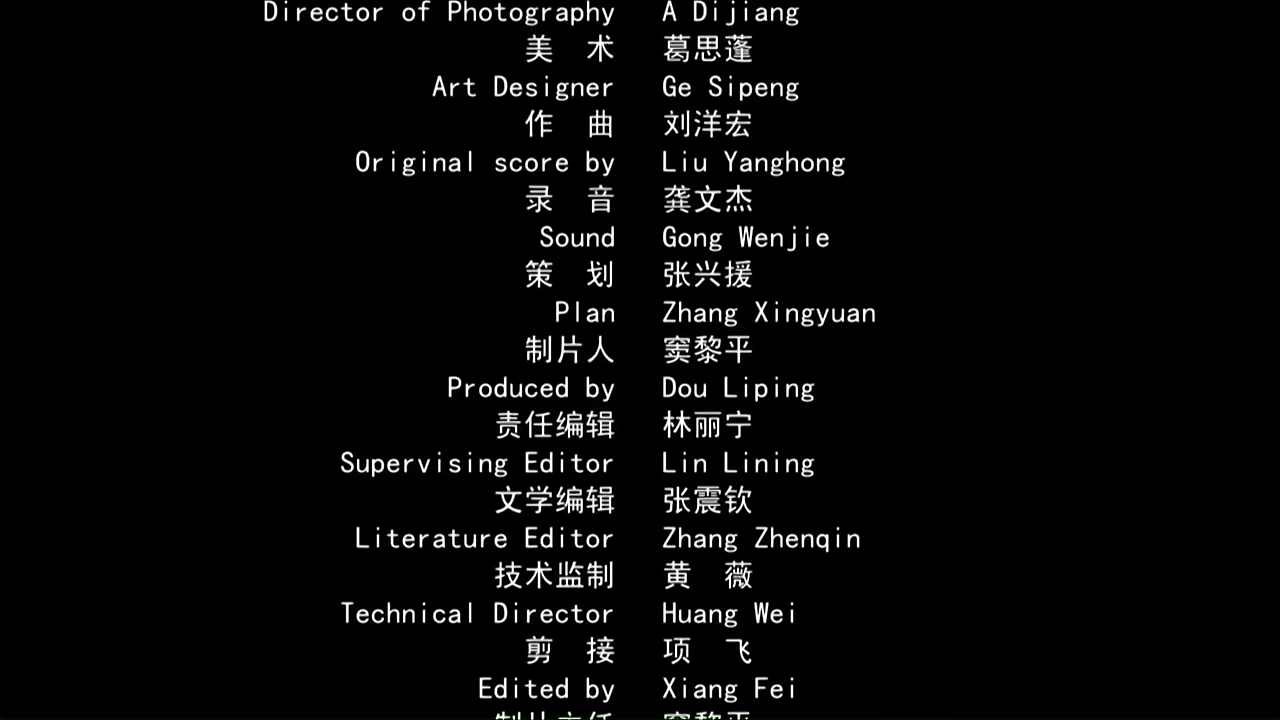 Director of Photography A Dijiang
美 术 葛思蓬
Art Designer Ge Sipeng
作 曲 刘洋宏
Original score by Liu Yanghong
录 音 龚文杰
Sound Gong Wenjie
策 划 张兴援
Plan Zhang Xingyuan
制片人 窦黎平
Produced by Dou Liping
责任编辑 林丽宁
Supervising Editor Lin Lining
文学编辑 张震钦
Literature Editor Zhang Zhenqin
技术监制 黄 薇
Technical Director Huang Wei
剪 接 项 飞
Edited by Xiang Fei